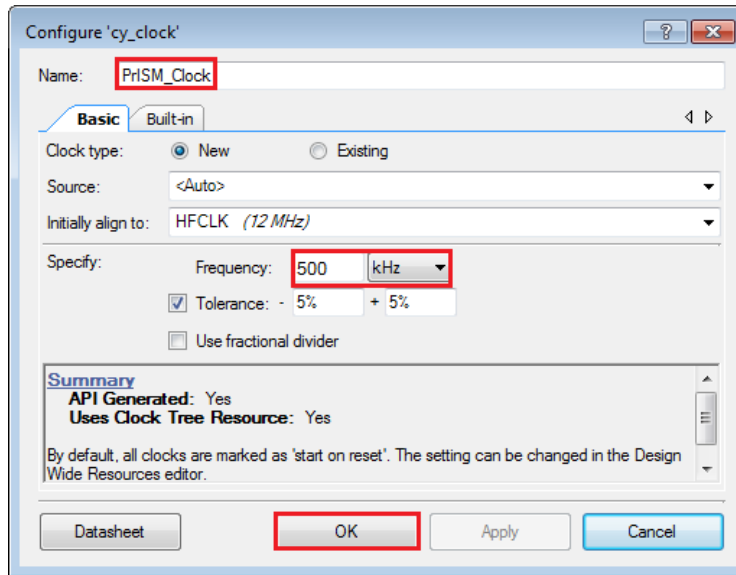 Configure 'cy_clock'
?
Name: PrISM_Clock
Basic Built-in
Clock type: New Existing
Source: <Auto>
Initially align to: HFCLK (12 MHz)
Specify: Frequency: 500 kHz
Tolerance: - 5% + 5%
Use fractional divider
Summary
API Generated: Yes
Uses Clock Tree Resource: Yes
By default, all clocks are marked as 'start on reset'. The setting can be changed in the Design
Wide Resources editor.
Datasheet OK Apply Cancel